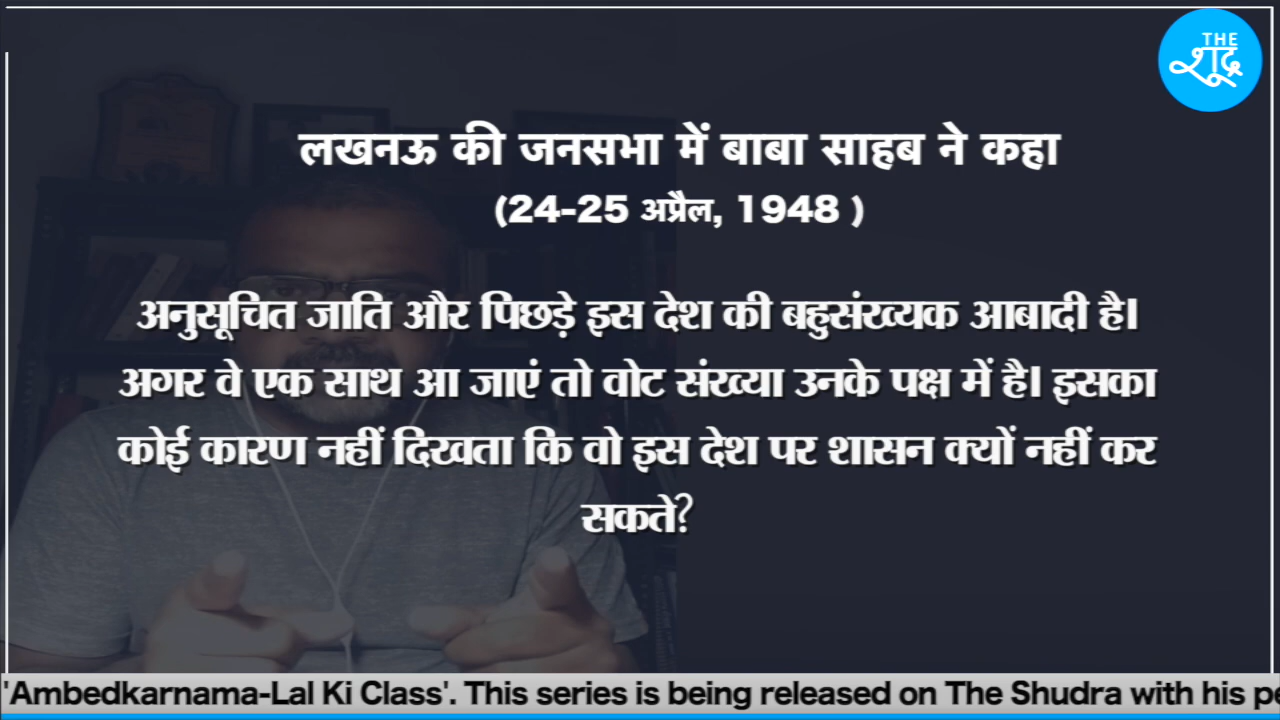 THE
शूद्र
लखनऊ की जनसभा में बाबा साहब ने कहा
(24-25 अप्रैल, 1948 )
अनुसूचित जाति और पिछड़े इस देश की बहुसंख्यक आबादी है।
अगर वे एक साथ आ जाएं तो वोट संख्या उनके पक्ष में है। इसका
कोई कारण नहीं दिखता कि वो इस देश पर शासन क्यों नहीं कर
सकते?
'Ambedkarnama-Lal Ki Class'. This series is being released on The Shudra with his pe